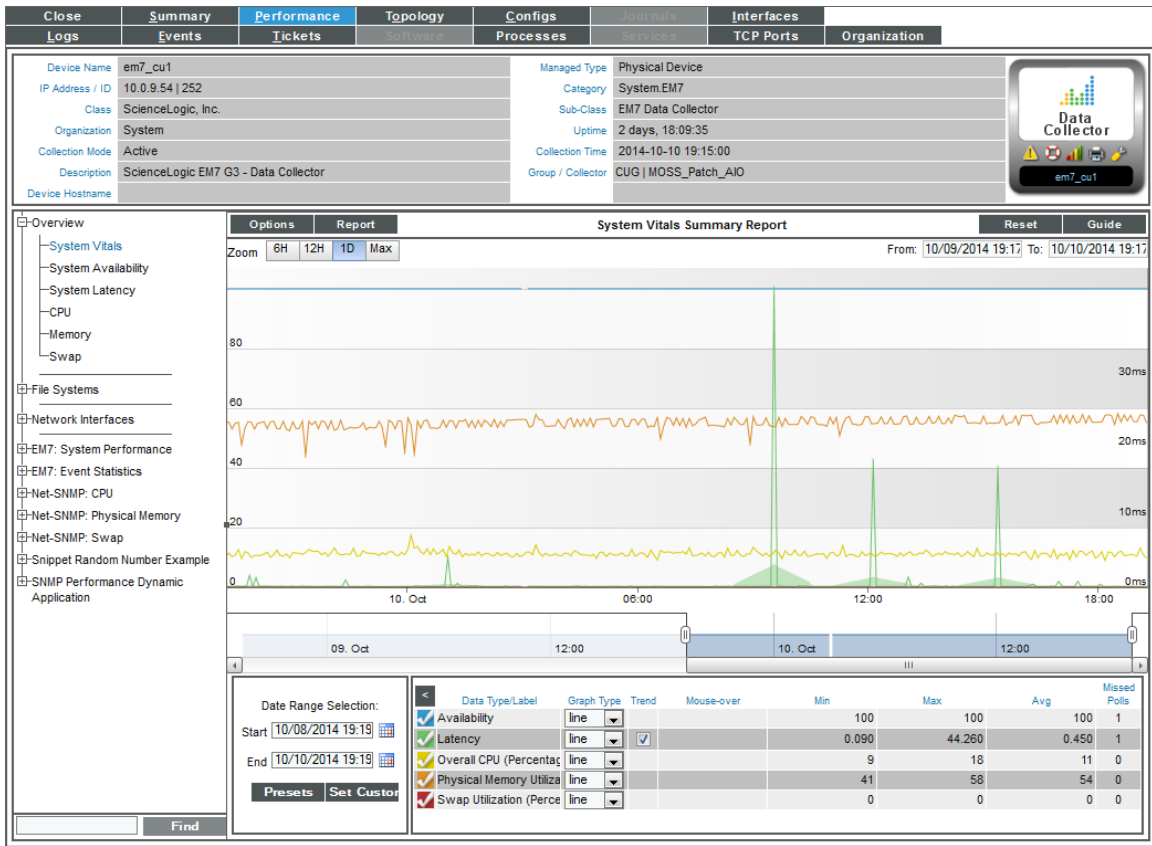 Close Summary Performance Topology Configs Journals Interfaces
Logs Events Tickets Software Processes Services TCP Ports Organization
Device Name em7_cu1 Managed Type Physical Device
IP Address / ID 10.0.9.54 | 252 Category System.EM7
Class ScienceLogic, Inc. Sub-Class EM7 Data Collector
Organization System Uptime 2 days, 18:09:35
Collection Mode Active Collection Time 2014-10-10 19:15:00
Description ScienceLogic EM7 G3 - Data Collector Group / Collector CUG | MOSS_Patch_AIO
Device Hostname
Data
Collector
em7_cu1
Overview
System Vitals
System Availability
System Latency
CPU
Memory
Swap
File Systems
Network Interfaces
EM7: System Performance
EM7: Event Statistics
Net-SNMP: CPU
Net-SNMP: Physical Memory
Net-SNMP: Swap
Snippet Random Number Example
SNMP Performance Dynamic
Application
Find
Options Report System Vitals Summary Report Reset Guide
Zoom 6H 12H 1D Max From: 10/09/2014 19:17 To: 10/10/2014 19:17
80
30ms
60
20ms
40
10ms
20
0 0ms
10. Oct 06:00 12:00 18:00
09. Oct 12:00 10. Oct 12:00
Date Range Selection:
Start 10/08/2014 19:19
End 10/10/2014 19:19
Presets Set Custor
< Data Type/Label Graph Type Trend Mouse-over Min Max Avg Missed
Polls
Availability line 100 100 100 1
Latency line 0.090 44.260 0.450 1
Overall CPU (Percentag line 9 18 11 0
Physical Memory Utiliza line 41 58 54 0
Swap Utilization (Perce line 0 0 0 0